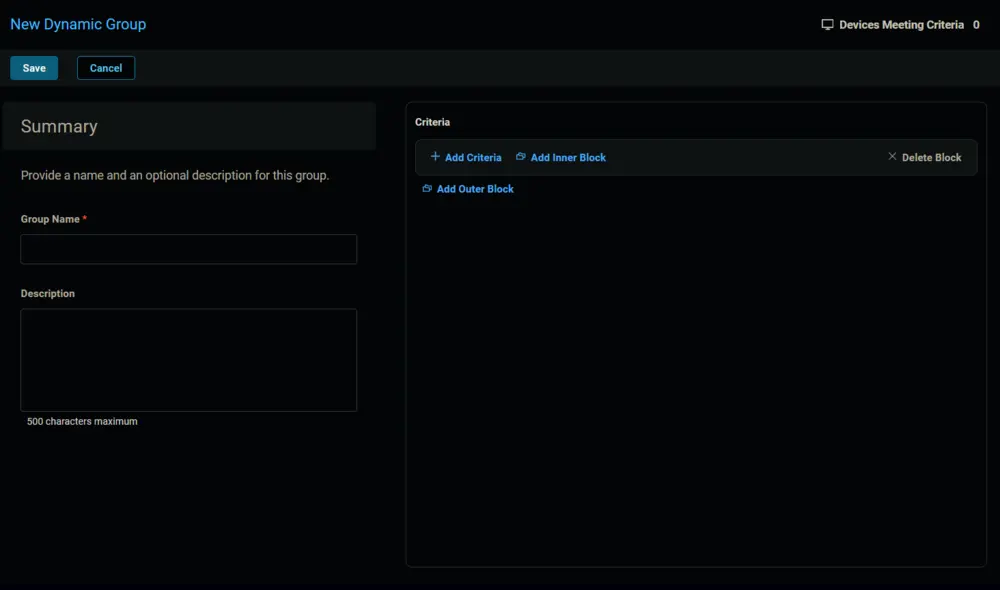 New Dynamic Group
Devices Meeting Criteria 0
Save
Cancel
Summary
Provide a name and an optional description for this group.
Group Name *
Description
500 characters maximum
Criteria
Add Criteria
Add Inner Block
Delete Block
Add Outer Block